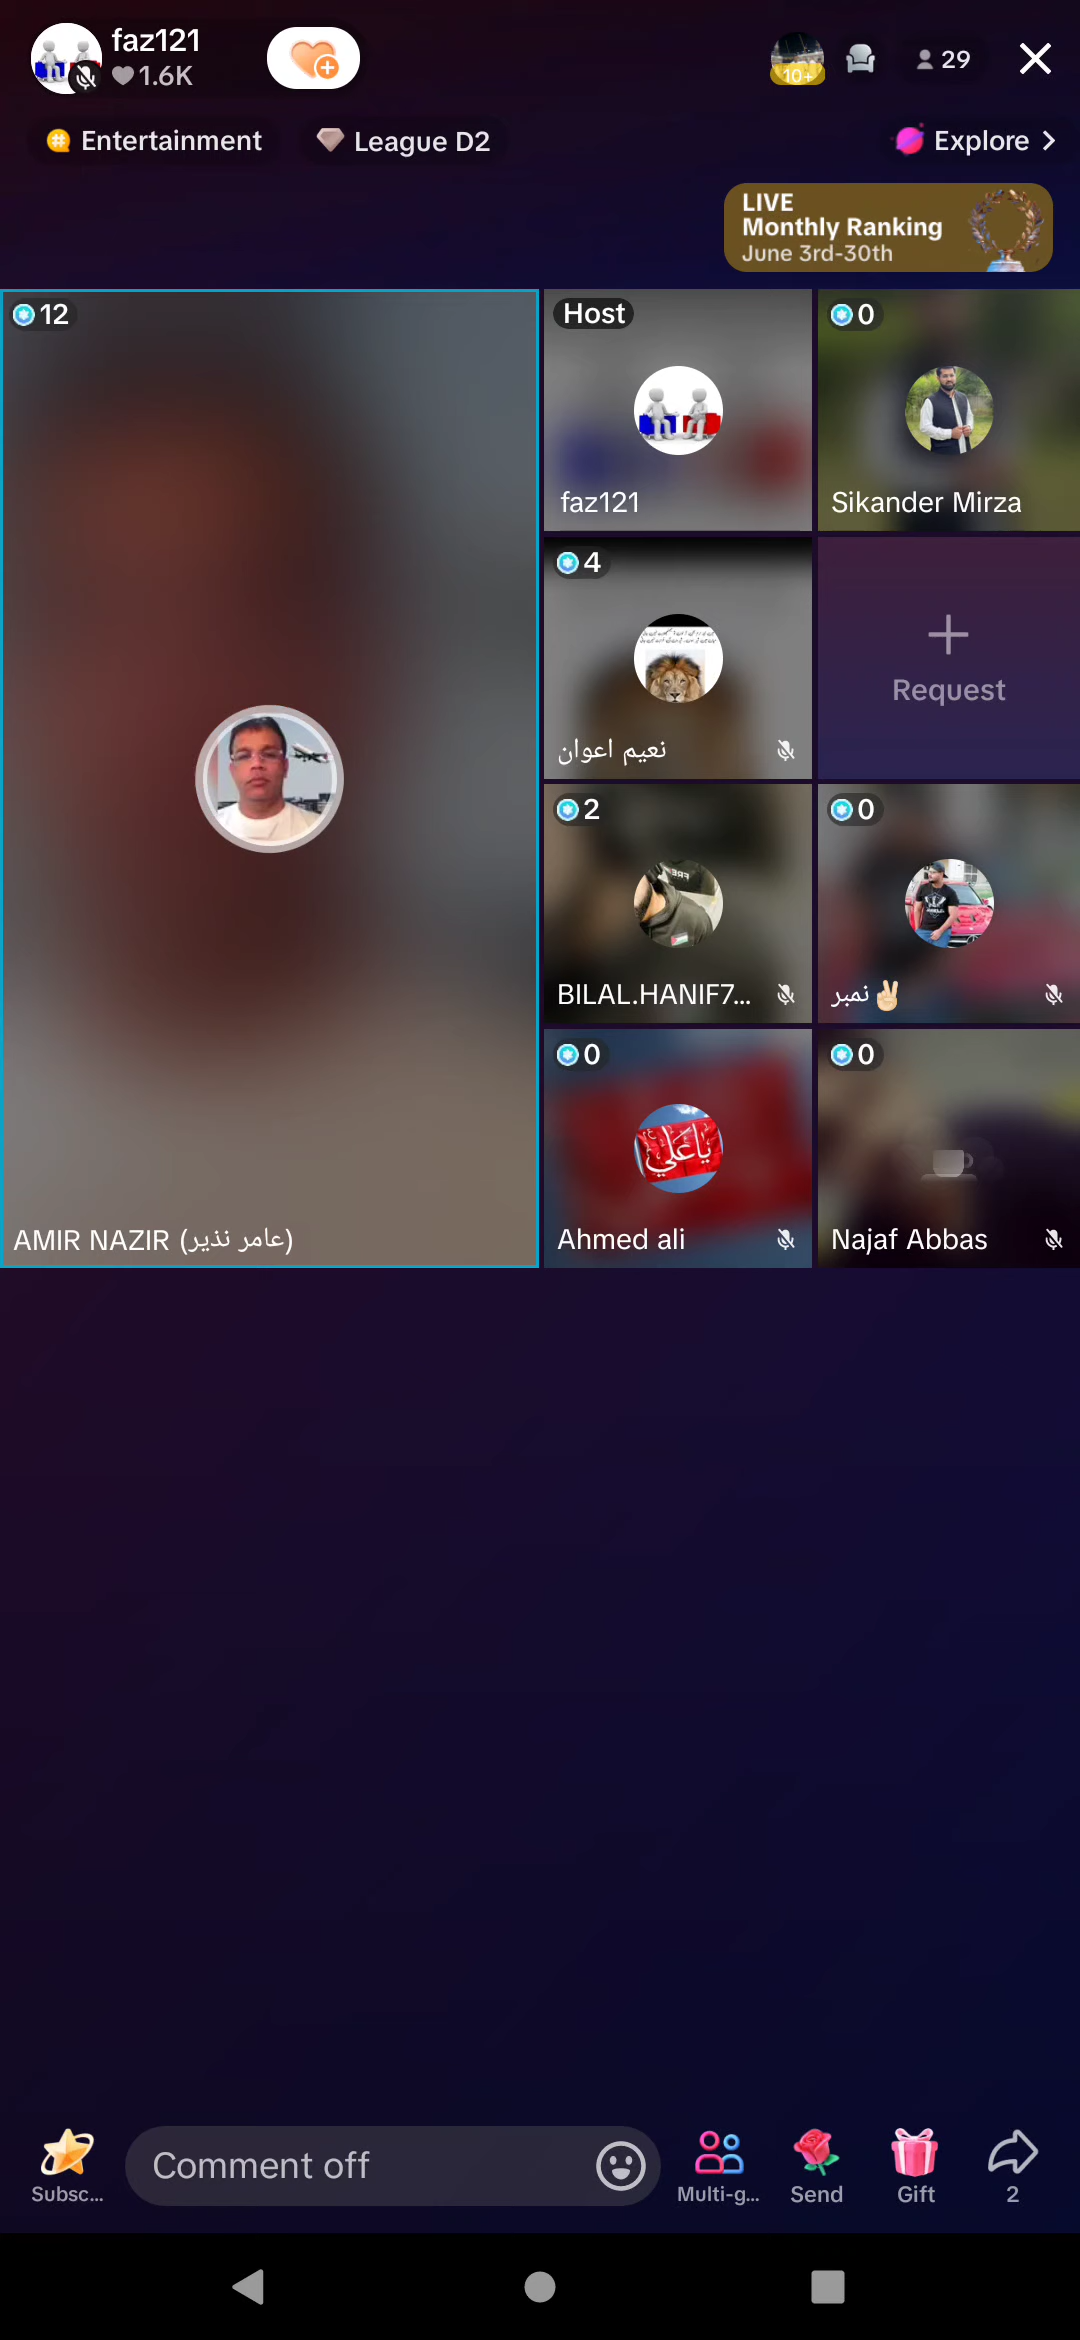 faz121
1.6K
10+
29
Entertainment
League D2
Explore
LIVE
Monthly Ranking
June 3rd-30th
12
Host
0
faz121
Sikander Mirza
4
Request
نعیم اعوان
2
0
FRE
BILAL.HANIF7...
نمبر✌🏻
0
0
ياعلي
AMIR NAZIR (عامر نذیر)
Ahmed ali
Najaf Abbas
Subsc...
Comment off
Multi-g...
Send
Gift
2